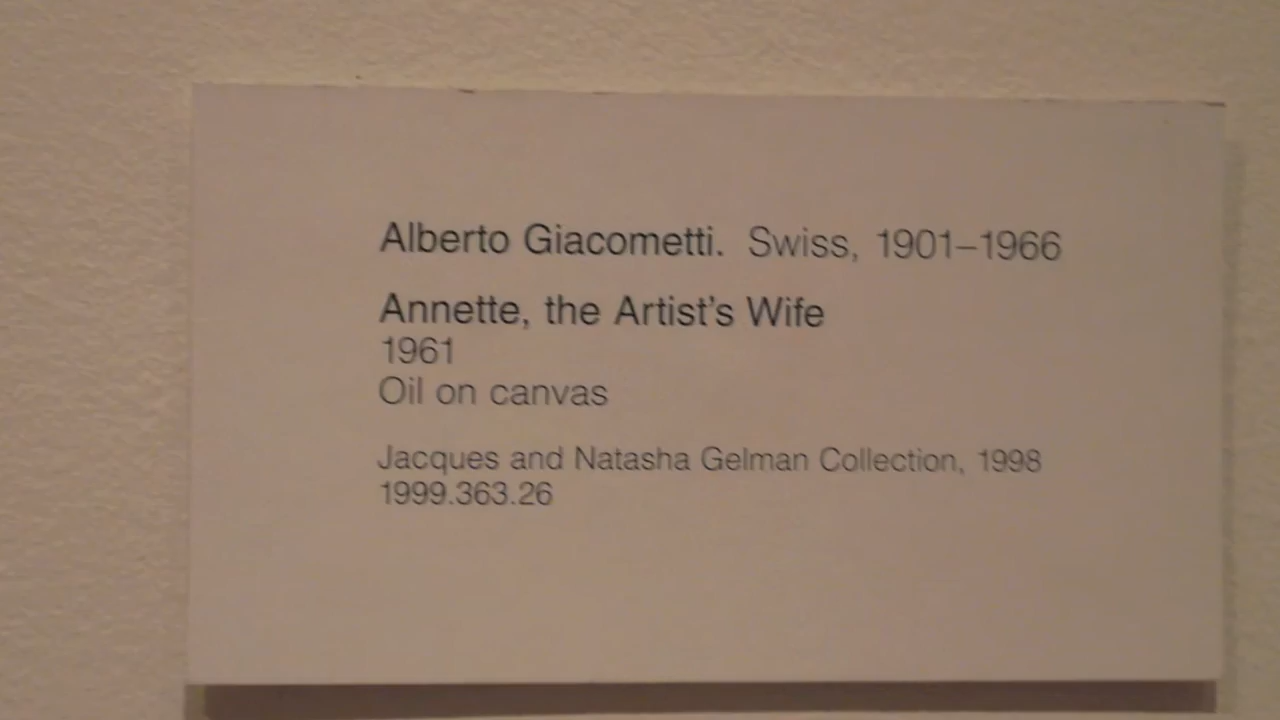 Alberto Giacometti. Swiss, 1901–1966
Annette, the Artist's Wife
1961
Oil on canvas
Jacques and Natasha Gelman Collection, 1998
1999.363.26